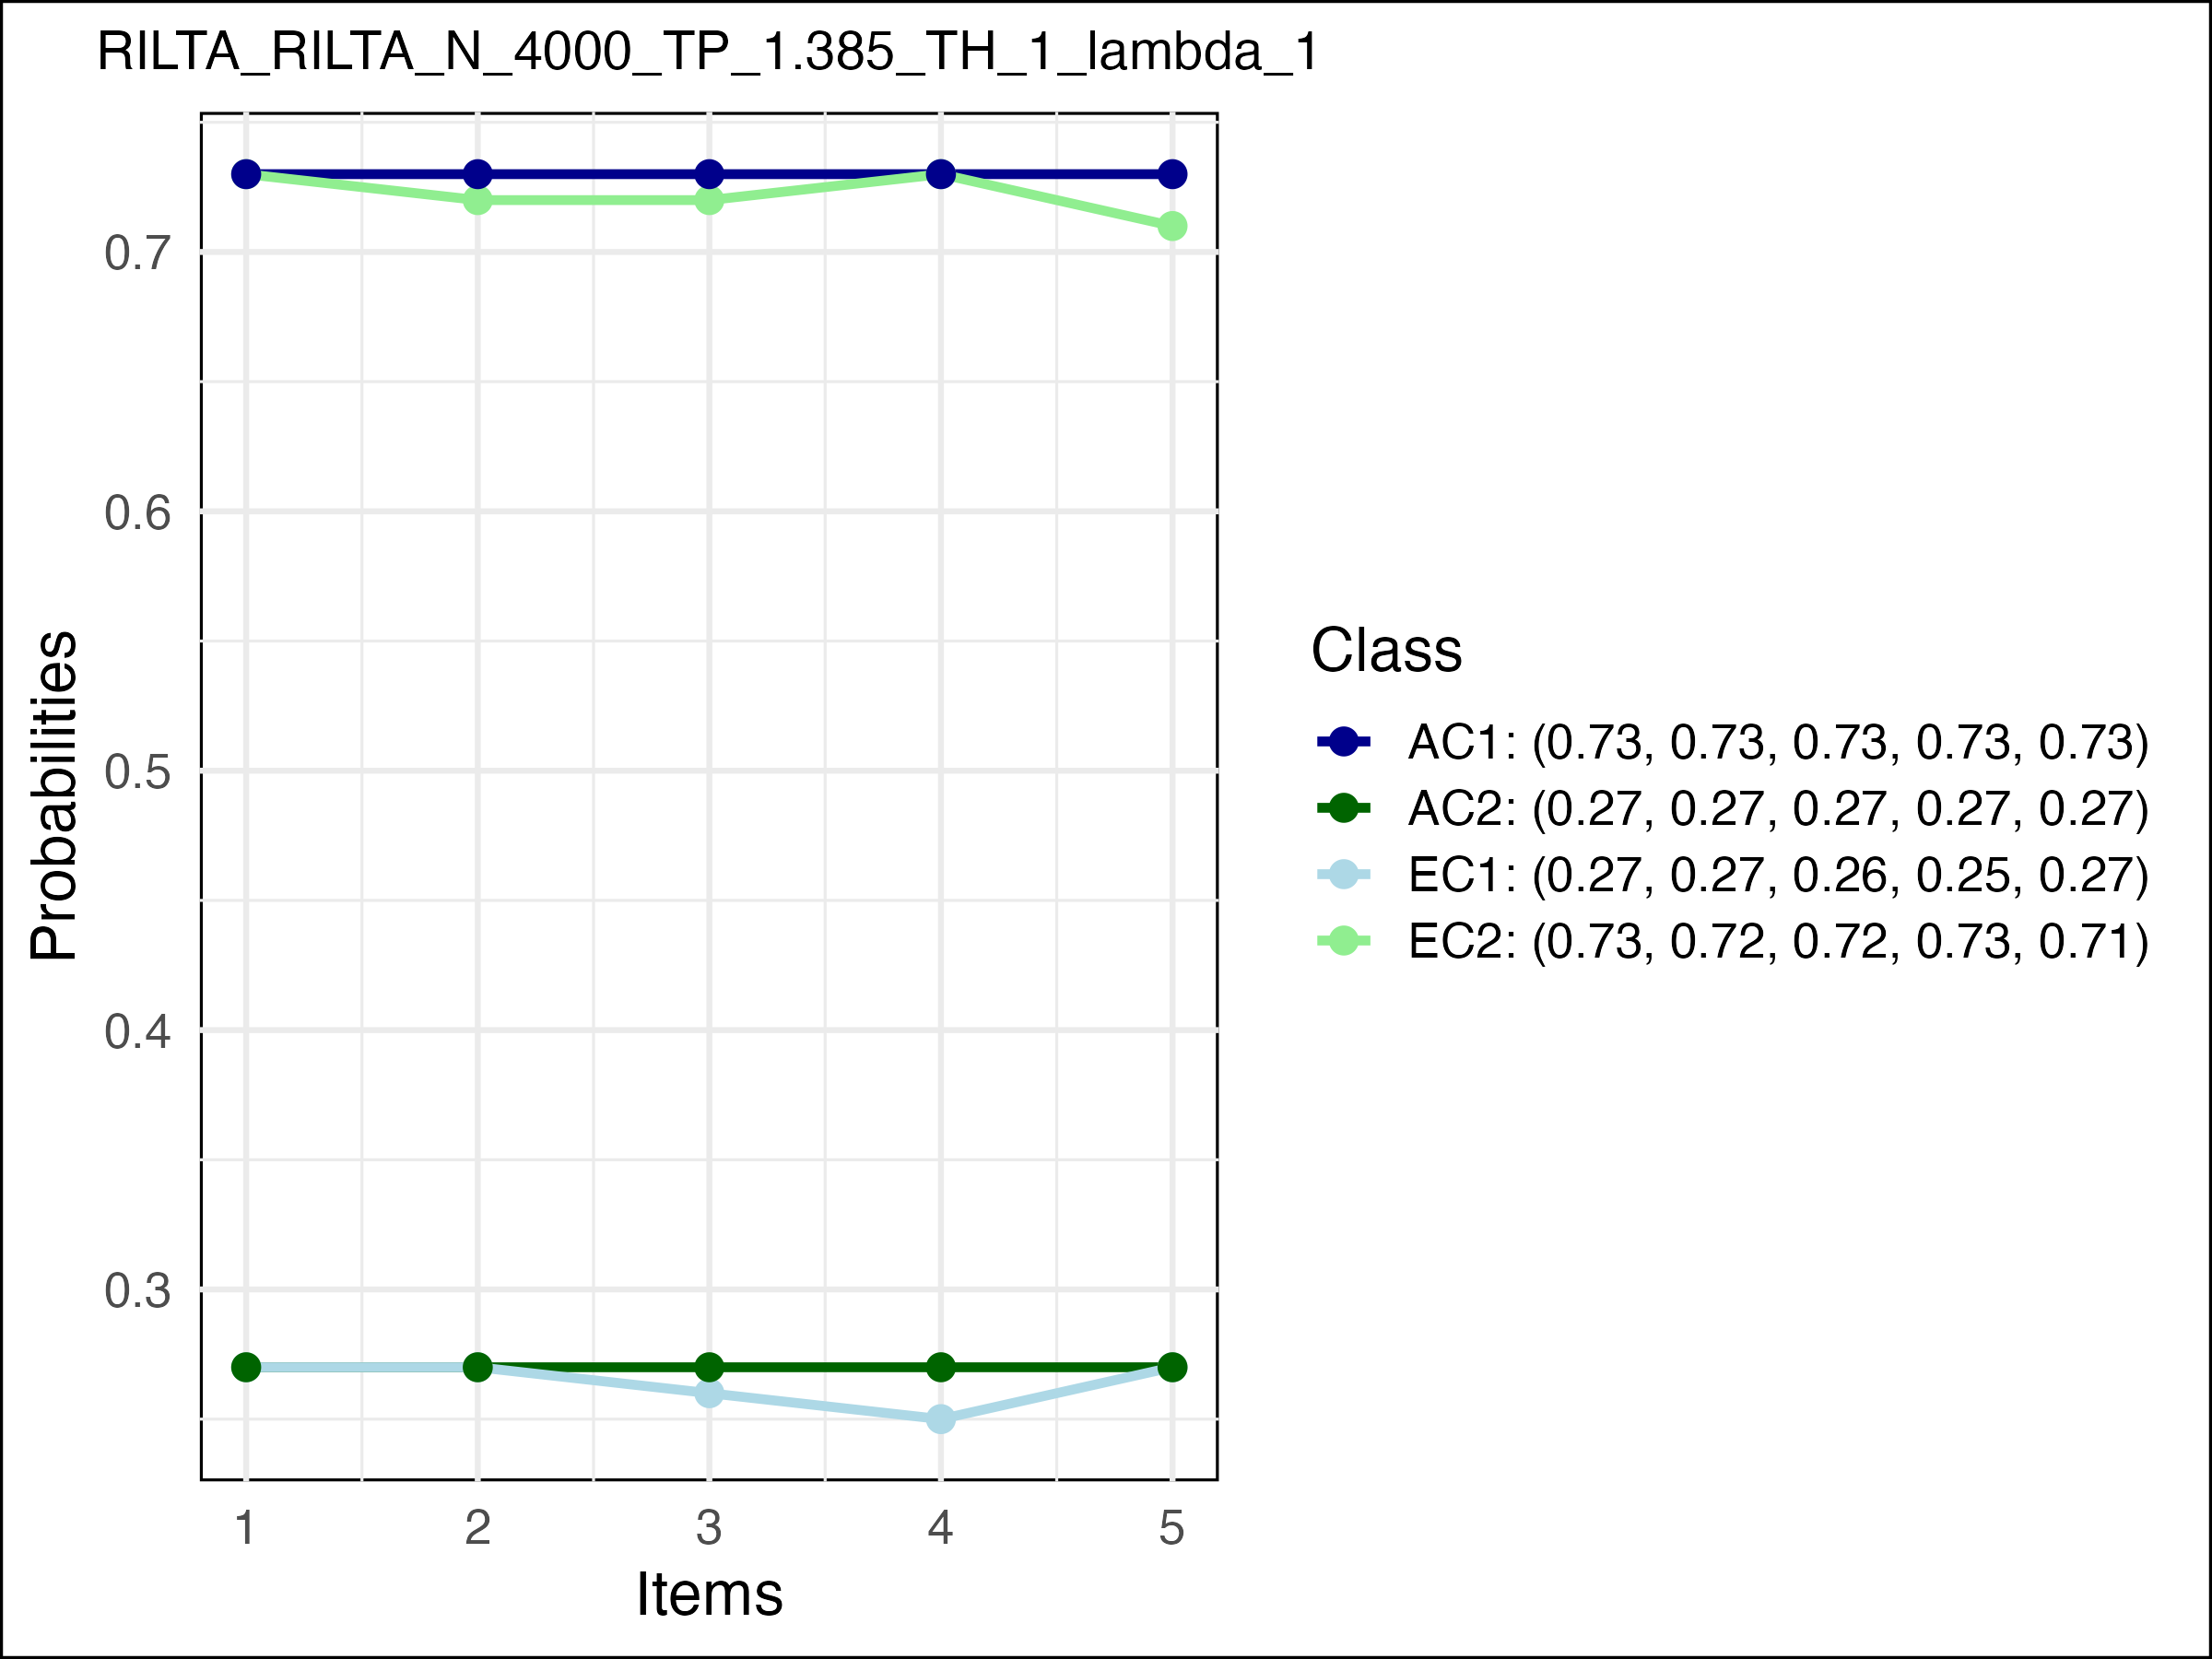 RILTA_RILTA_N_4000_TP_1.385_TH_1_lambda_1
0.7
0.6
0.5
0.4
0.3
Probabilities
1 2 3 4 5
Items
Class
AC1: (0.73, 0.73, 0.73, 0.73, 0.73)
AC2: (0.27, 0.27, 0.27, 0.27, 0.27)
EC1: (0.27, 0.27, 0.26, 0.25, 0.27)
EC2: (0.73, 0.72, 0.72, 0.73, 0.71)